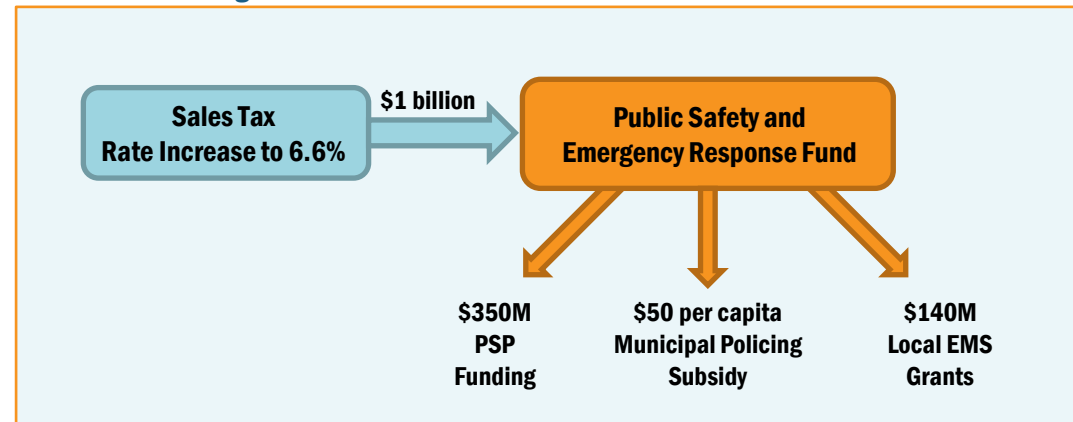 $1 billion
Sales Tax
Rate Increase to 6.6%
Public Safety and
Emergency Response Fund
$350M
PSP
Funding
$50 per capita
Municipal Policing
Subsidy
$140M
Local EMS
Grants